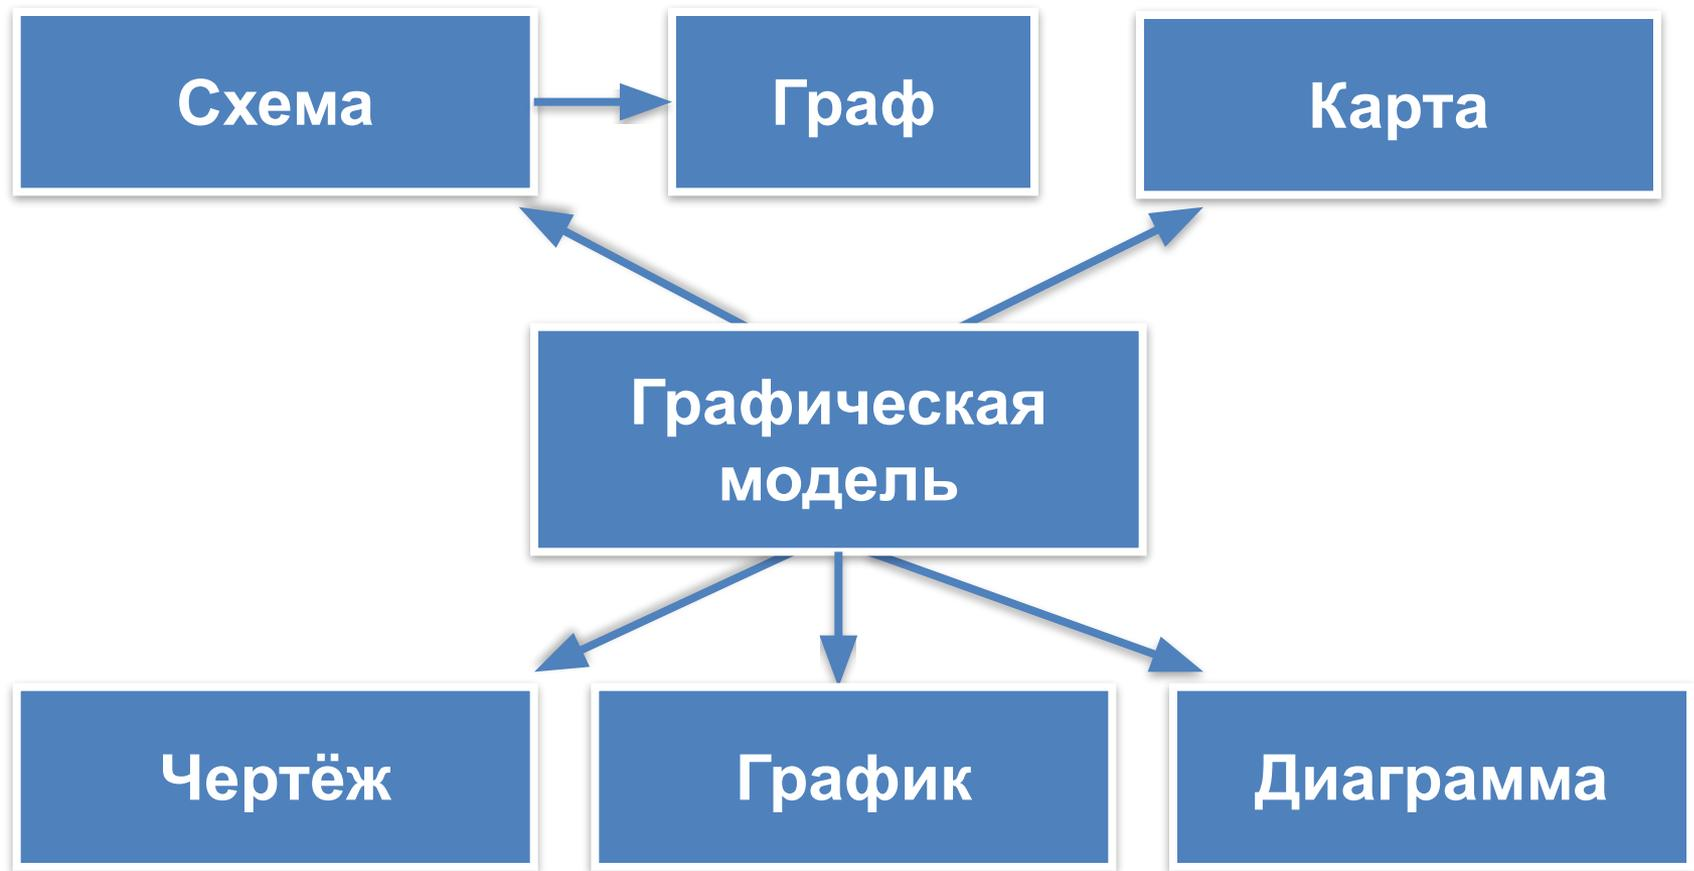 Схема
Граф
Карта
Графическая
модель
Чертёж
График
Диаграмма